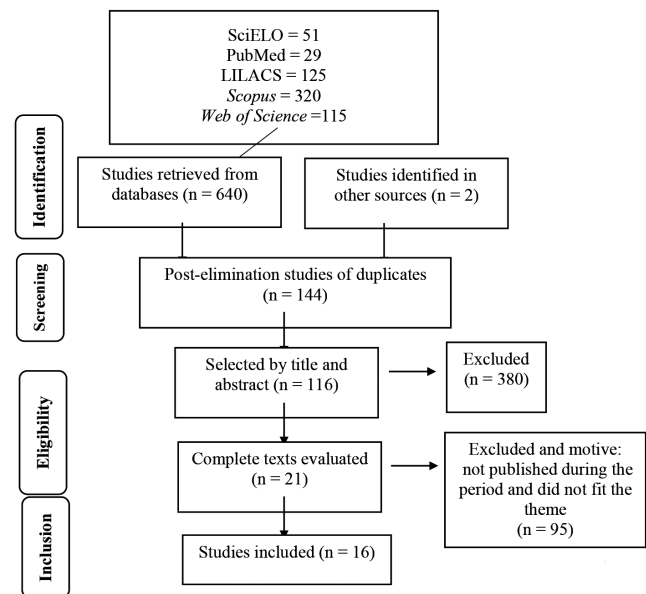 SciELO = 51
PubMed = 29
LILACS = 125
Scopus = 320
Web of Science =115
Identification
Studies retrieved from
databases (n = 640)
Studies identified in
other sources (n = 2)
Screening
Post-elimination studies of duplicates
(n = 144)
Selected by title and
abstract (n = 116)
Excluded
(n = 380)
Eligibility
Complete texts evaluated
(n = 21)
Excluded and motive:
not published during the
period and did not fit the
theme
(n = 95)
Inclusion
Studies included (n = 16)